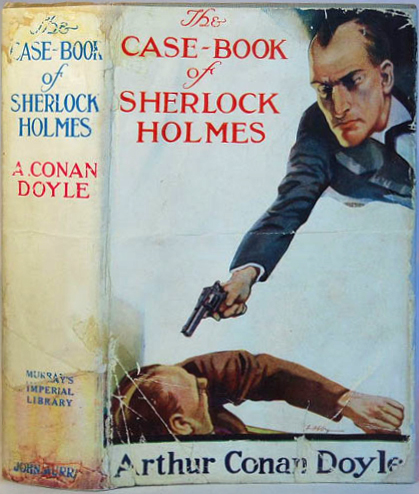 The
CASE-BOOK
of
SHERLOCK
HOLMES
A. CONAN
DOYLE
MURRAY'S
IMPERIAL
LIBRARY
JOHN MURR
The
CASE-BOOK
of
SHERLOCK
HOLMES
Arthur Conan Doyle